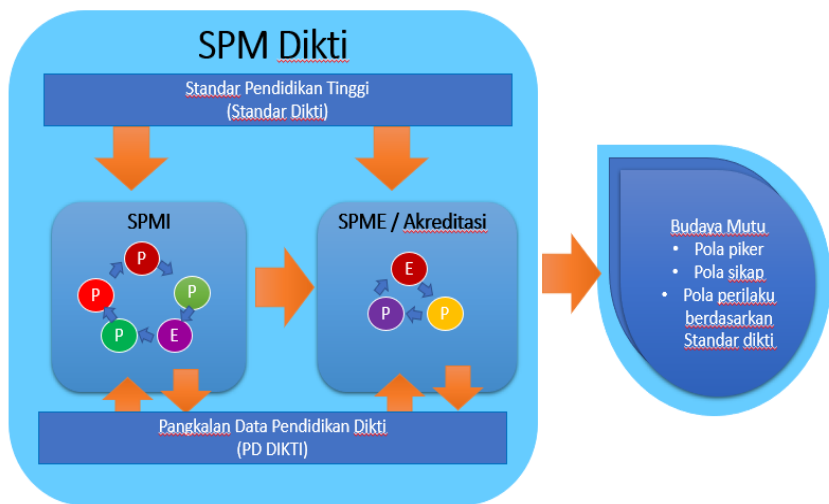 SPM Dikti
Standar Pendidikan Tinggi
(Standar Dikti)
SPMI
P
P
E
P
P
SPME / Akreditasi
E
P
P
Budaya Mutu
• Pola piker
• Pola sikap
• Pola perilaku
berdasarkan
Standar dikti
Pangkalan Data Pendidikan Dikti
(PD DIKTI)